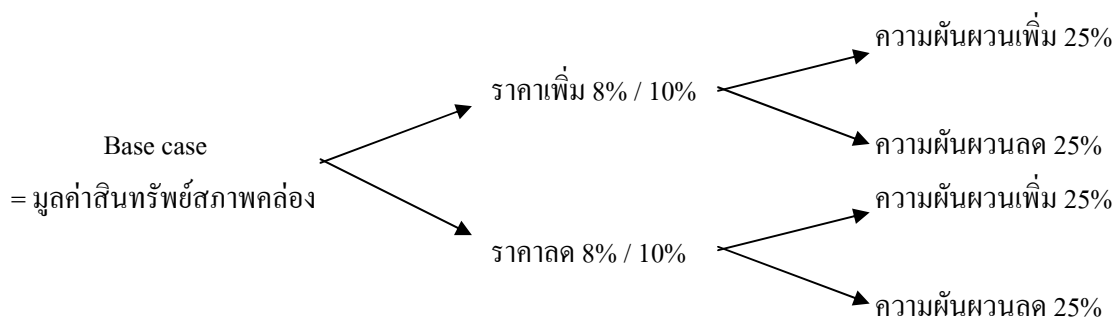 Base case
= มูลค่าสินทรัพย์สภาพคล่อง
ราคาเพิ่ม 8% / 10%
ความผันผวนเพิ่ม 25%
ความผันผวนลด 25%
ราคาลด 8% / 10%
ความผันผวนเพิ่ม 25%
ความผันผวนลด 25%